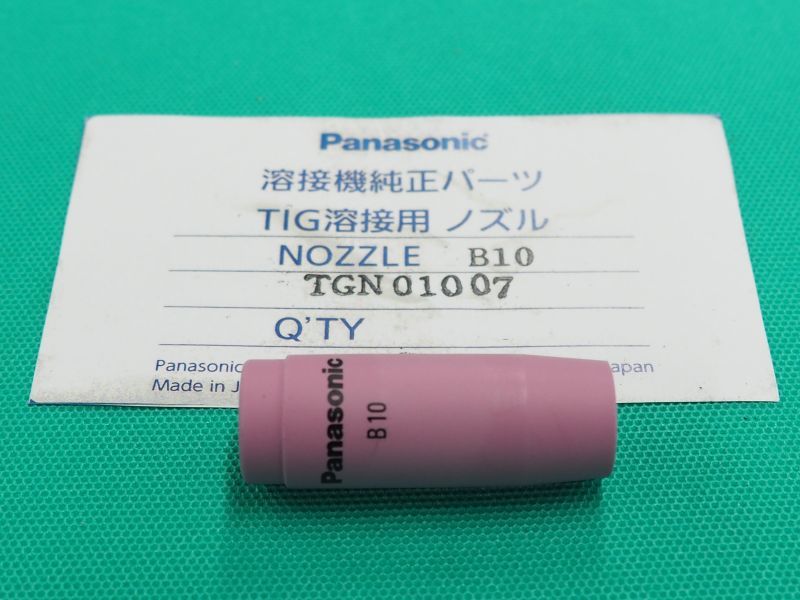 Panasonic
溶接機純正パーツ
TIG溶接用 ノズル
NOZZLE B10
TGN01007
Q'TY
Panasonic
Made in J
Panasonic
B10